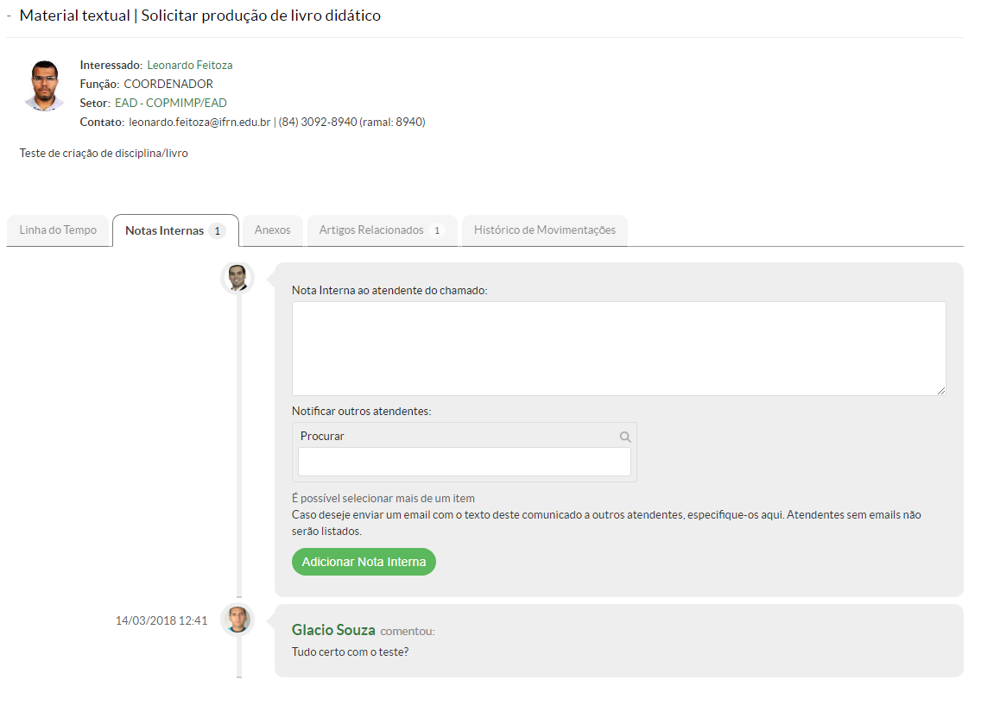 - Material textual | Solicitar produção de livro didático
Interessado: Leonardo Feitoza
Função: COORDENADOR
Setor: EAD - COPMIMP/EAD
Contato: leonardo.feitoza@ifrn.edu.br | (84) 3092-8940 (ramal: 8940)
Teste de criação de disciplina/livro
Linha do Tempo Notas Internas 1 Anexos Artigos Relacionados 1 Histórico de Movimentações
Nota Interna ao atendente do chamado:
Notificar outros atendentes:
Procurar
É possível selecionar mais de um item
Caso deseje enviar um email com o texto deste comunicado a outros atendentes, especifique-os aqui. Atendentes sem emails não
serão listados.
Adicionar Nota Interna
14/03/2018 12:41
Glacio Souza comentou:
Tudo certo com o teste?